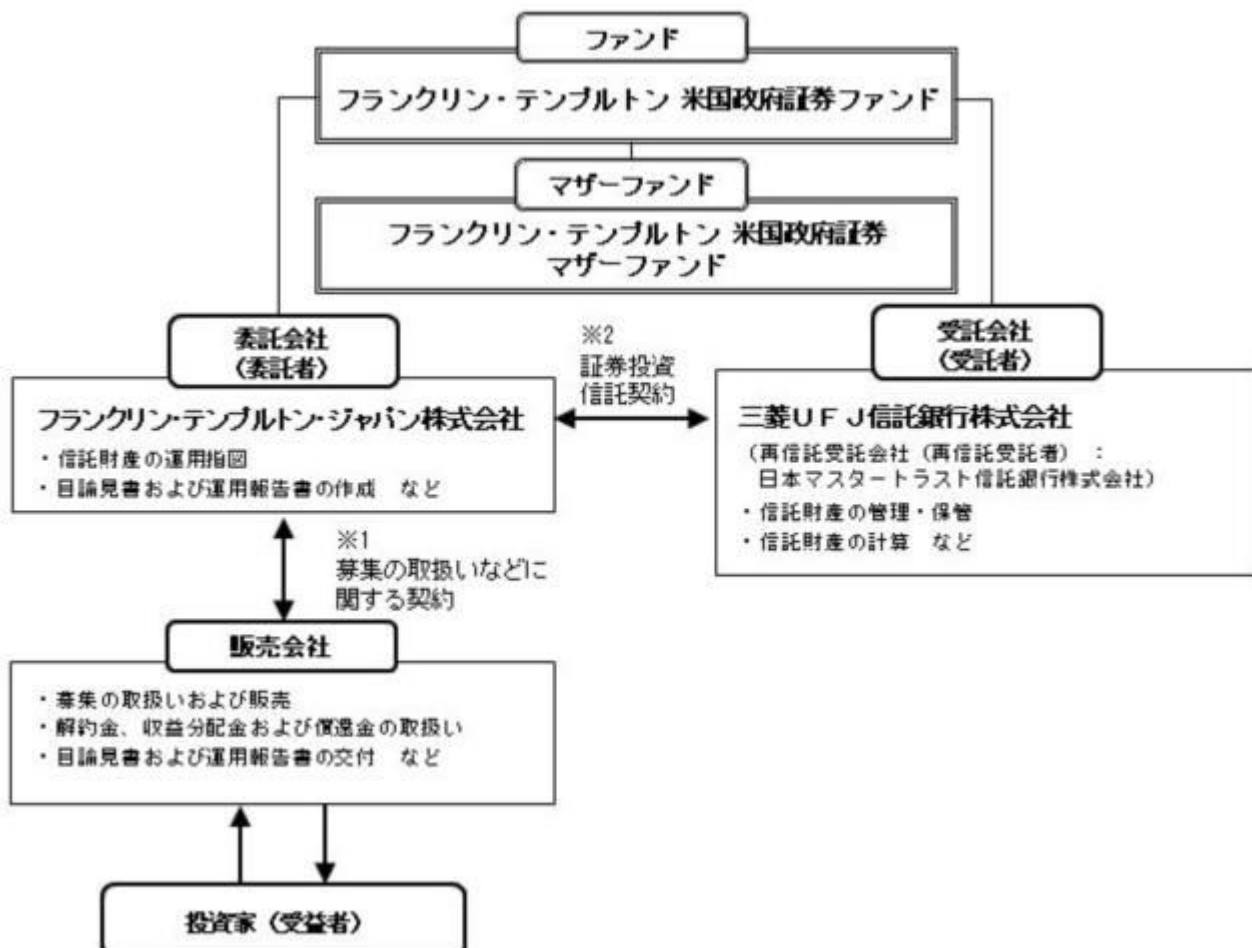 ファンド
フランクリン・テンプルトン 米国政府証券ファンド
マザーファンド
フランクリン・テンプルトン 米国政府証券
マザーファンド
委託会社
(委託者)
フランクリン・テンプルトン・ジャパン株式会社
・信託財産の運用指図
・目論見書および運用報告書の作成 など
※2
証券投資
信託契約
受託会社
(受託者)
三菱UFJ信託銀行株式会社
(再信託受託会社(再信託受託者) :
日本マスタートラスト信託銀行株式会社)
・信託財産の管理・保管
・信託財産の計算 など
※1
募集の取扱いなどに
関する契約
販売会社
・募集の取扱いおよび販売
・解約金、収益分配金および償還金の取扱い
・目論見書および運用報告書の交付 など
投資家(受益者)